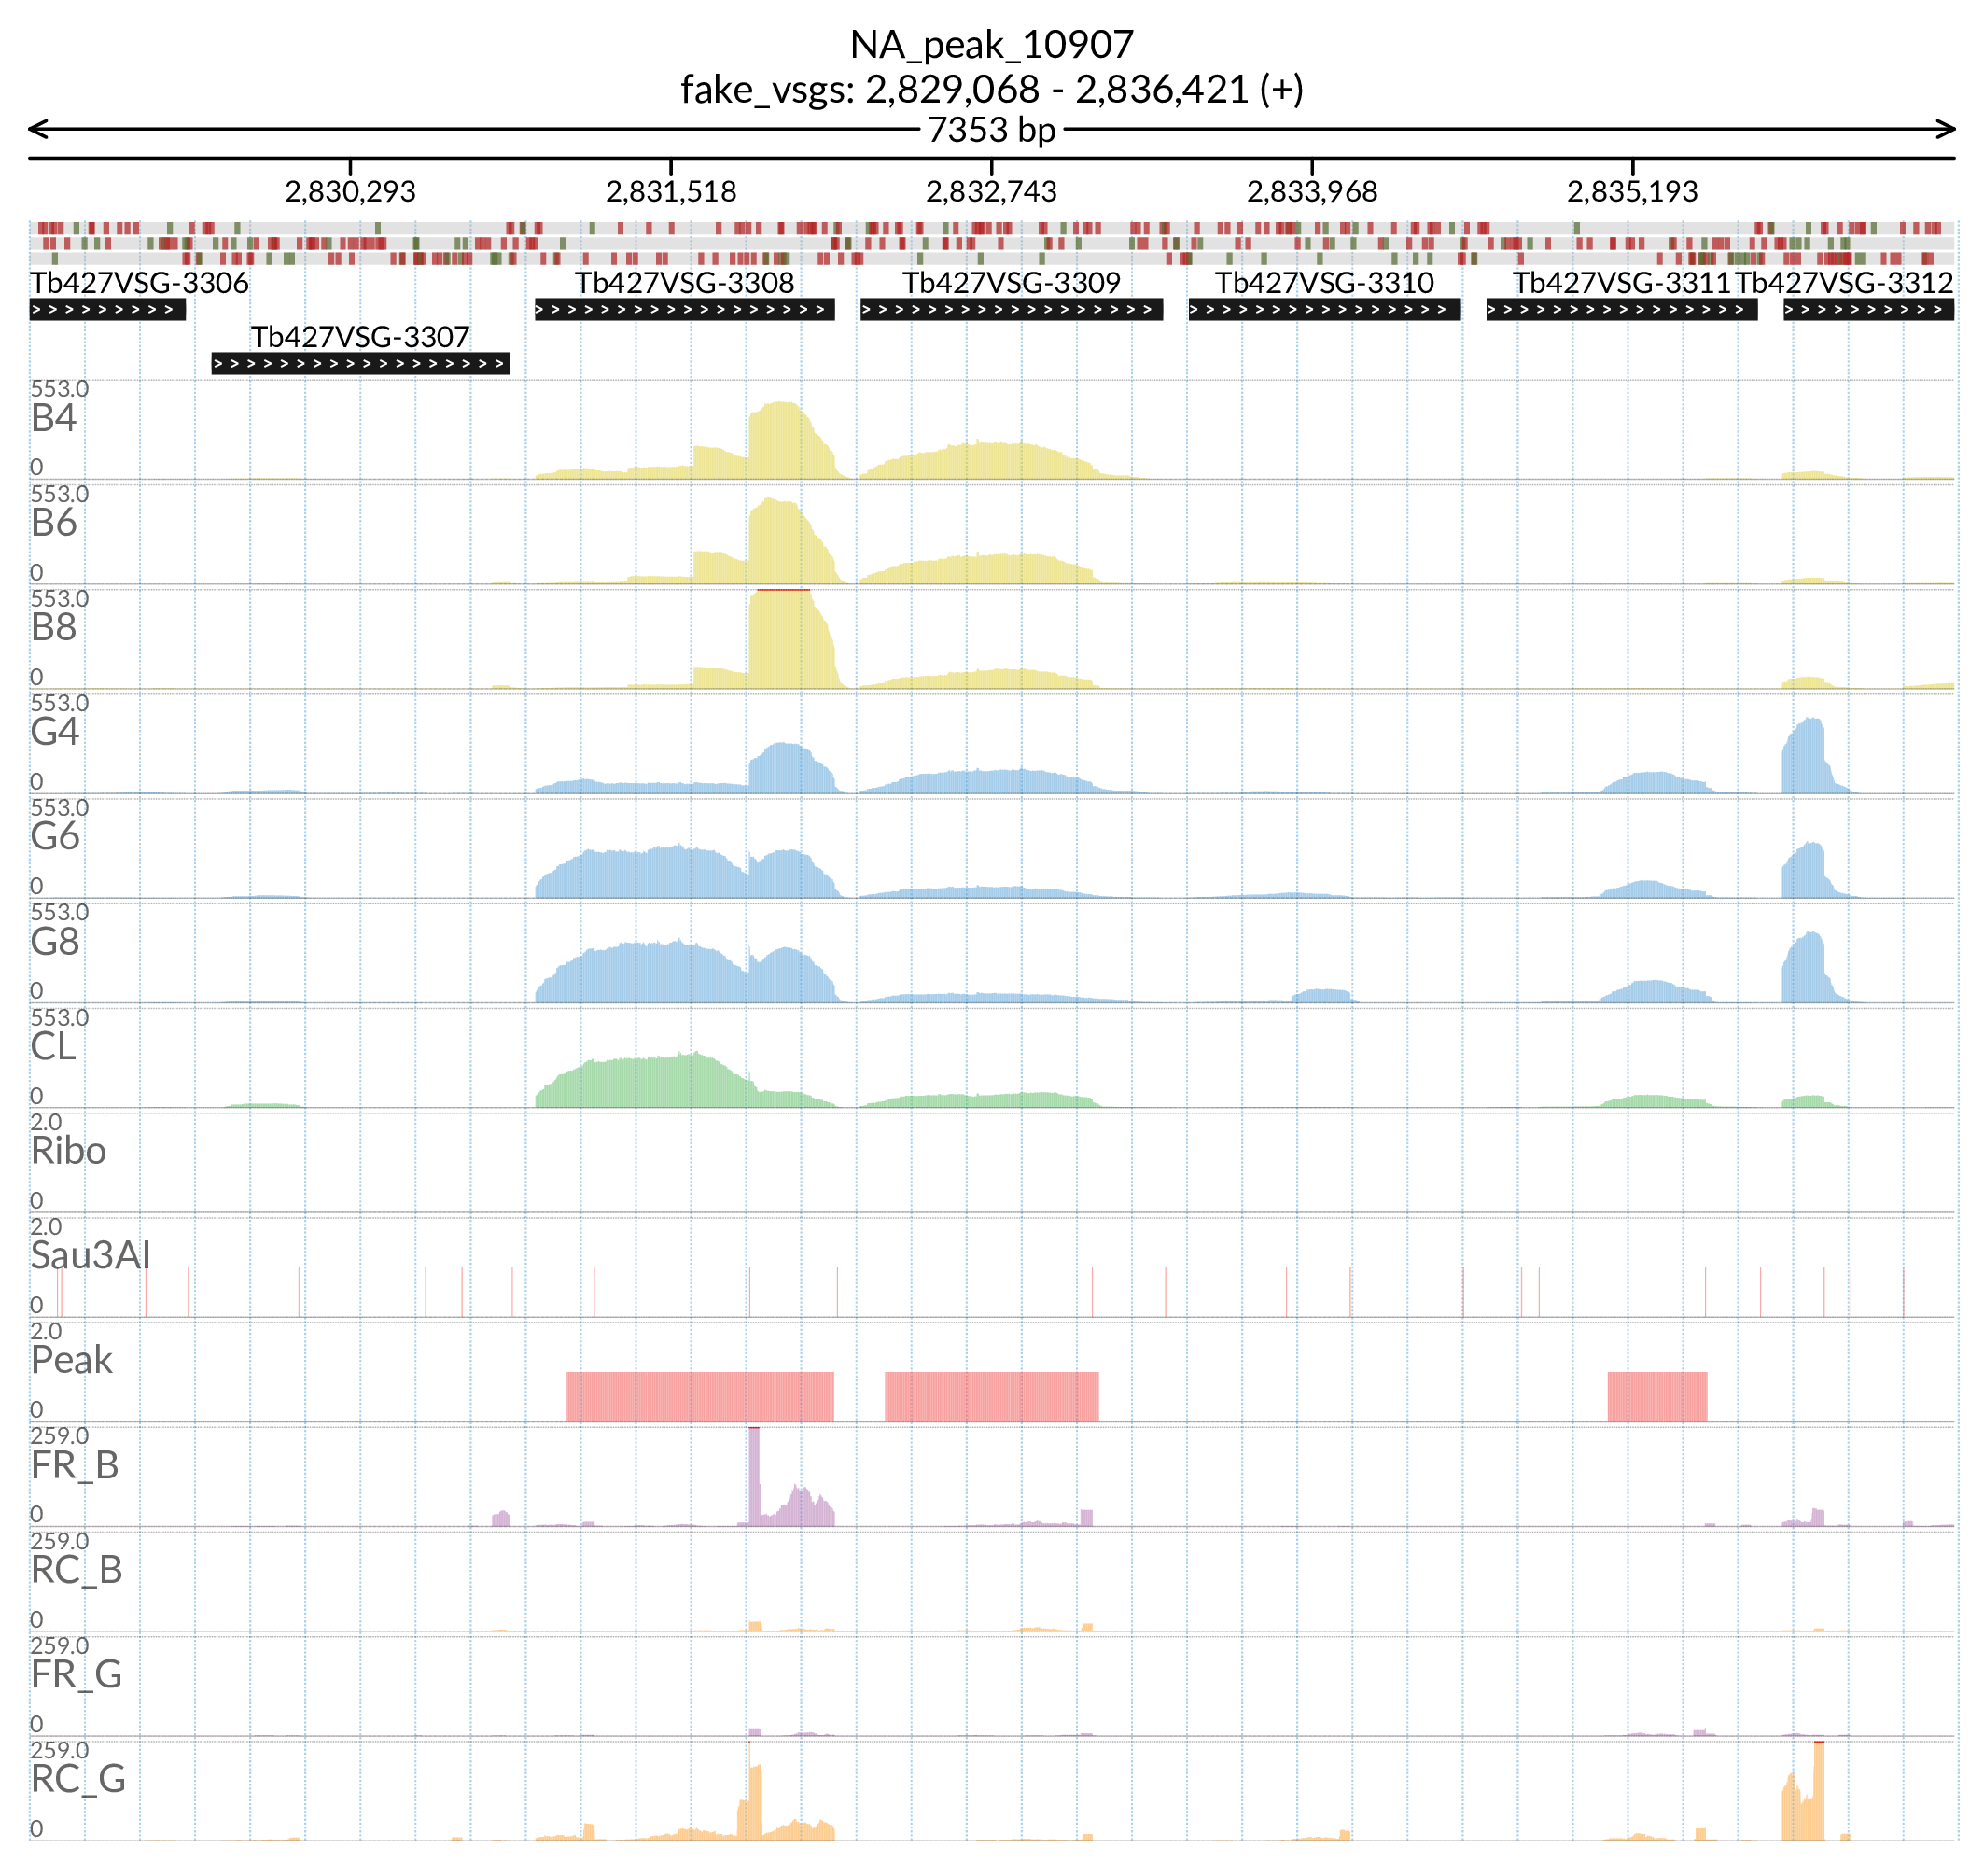 NA_peak_10907
fake_vsgs: 2,829,068 - 2,836,421 (+)
7353 bp
2,830,293 2,831,518 2,832,743 2,833,968 2,835,193
Tb427VSG-3306 Tb427VSG-3308 Tb427VSG-3309 Tb427VSG-3310 Tb427VSG-3311 Tb427VSG-3312
Tb427VSG-3307
553.0
B4
0
553.0
B6
0
553.0
B8
0
553.0
G4
0
553.0
G6
0
553.0
G8
0
553.0
CL
0
2.0
Ribo
0
2.0
Sau3AI
0
2.0
Peak
0
259.0
FR_B
0
259.0
RC_B
0
259.0
FR_G
0
259.0
RC_G
0